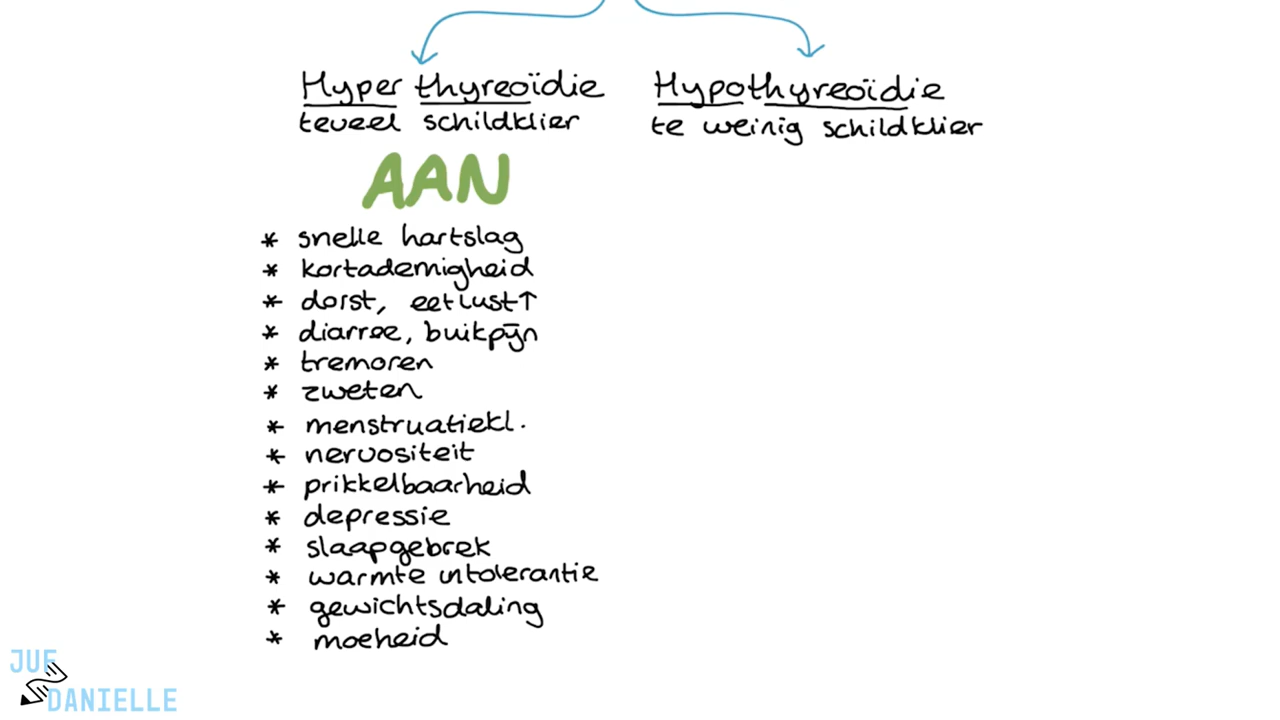 Hyper thyreoïdie
teveel schildklier
AAN
* snelle hartslag
* kortademigheid
* dorst, eetlust↑
* diarree, buikpijn
* tremoren
* zweten
* menstruatiekl.
* nervositeit
* prikkelbaarheid
* depressie
* slaapgebrek
* warmte intolerantie
* gewichtsdaling
* moeheid
Hypothyreoïdie
te weinig schildklier
JUF
DANIELLE